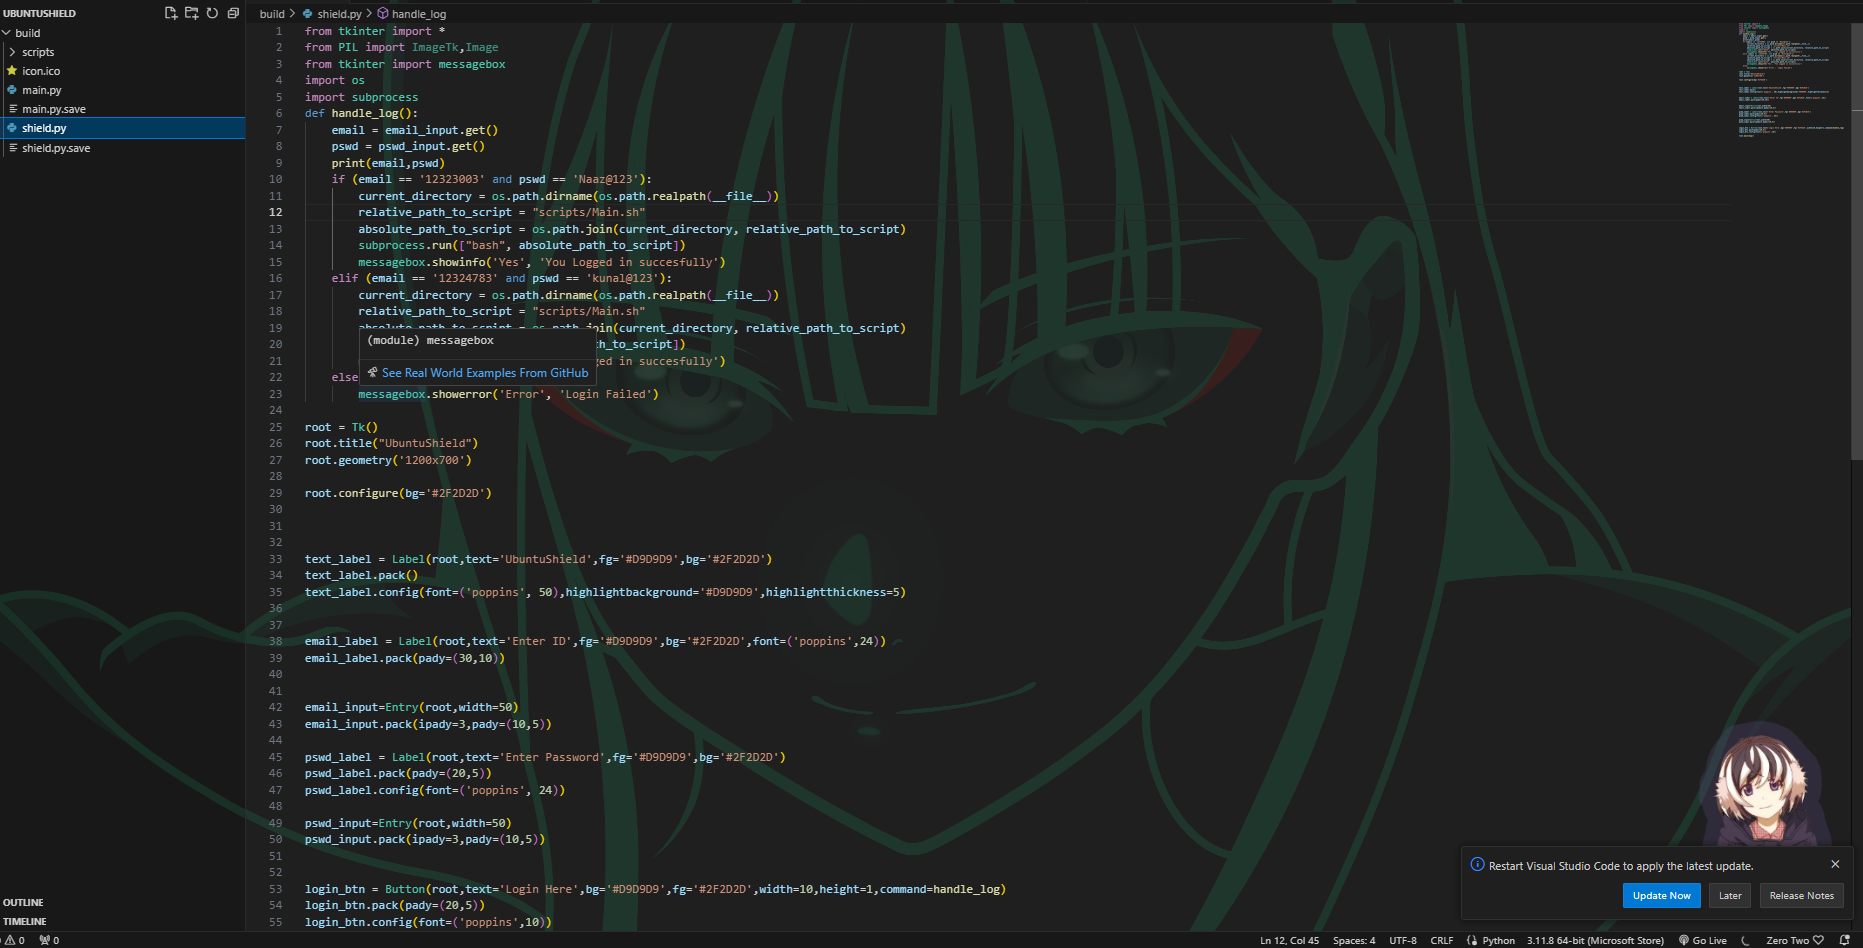 UBUNTUSHIELD
build
scripts
icon.ico
main.py
main.py.save
shield.py
shield.py.save
OUTLINE
TIMELINE
build > shield.py > handle_log
1 from tkinter import *
2 from PIL import ImageTk,Image
3 from tkinter import messagebox
4 import os
5 import subprocess
6 def handle_log():
7 email = email_input.get()
8 pswd = pswd_input.get()
9 print(email,pswd)
10 if (email == '12323003' and pswd == 'Naaz@123'):
11 current_directory = os.path.dirname(os.path.realpath(__file__))
12 relative_path_to_script = "scripts/Main.sh"
13 absolute_path_to_script = os.path.join(current_directory, relative_path_to_script)
14 subprocess.run(["bash", absolute_path_to_script])
15 messagebox.showinfo('Yes', 'You Logged in succesfully')
16 elif (email == '12324783' and pswd == 'kunal@123'):
17 current_directory = os.path.dirname(os.path.realpath(__file__))
18 relative_path_to_script = "scripts/Main.sh"
19 absolute_path_to_script = os.path.join(current_directory, relative_path_to_script)
(module) messagebox
20 th_to_script])
21 ged in succesfully')
See Real World Examples From GitHub
22 else
23 messagebox.showerror('Error', 'Login Failed')
24
25 root = Tk()
26 root.title("UbuntuShield")
27 root.geometry('1200x700')
28
29 root.configure(bg='#2F2D2D')
30
31
32
33 text_label = Label(root,text='UbuntuShield',fg='#D9D9D9',bg='#2F2D2D')
34 text_label.pack()
35 text_label.config(font=('poppins', 50),highlightbackground='#D9D9D9',highlightthickness=5)
36
37
38 email_label = Label(root,text='Enter ID',fg='#D9D9D9',bg='#2F2D2D',font=('poppins',24))
39 email_label.pack(pady=(30,10))
40
41
42 email_input=Entry(root,width=50)
43 email_input.pack(ipady=3,pady=(10,5))
44
45 pswd_label = Label(root,text='Enter Password',fg='#D9D9D9',bg='#2F2D2D')
46 pswd_label.pack(pady=(20,5))
47 pswd_label.config(font=('poppins', 24))
48
49 pswd_input=Entry(root,width=50)
50 pswd_input.pack(ipady=3,pady=(10,5))
51
52
53 login_btn = Button(root,text='Login Here',bg='#D9D9D9',fg='#2F2D2D',width=10,height=1,command=handle_log)
54 login_btn.pack(pady=(20,5))
55 login_btn.config(font=('poppins',10))
Restart Visual Studio Code to apply the latest update.
Update Now Later Release Notes
0 0 Ln 12, Col 45 Spaces: 4 UTF-8 CRLF Python 3.11.8 64-bit (Microsoft Store) Go Live Zero Two